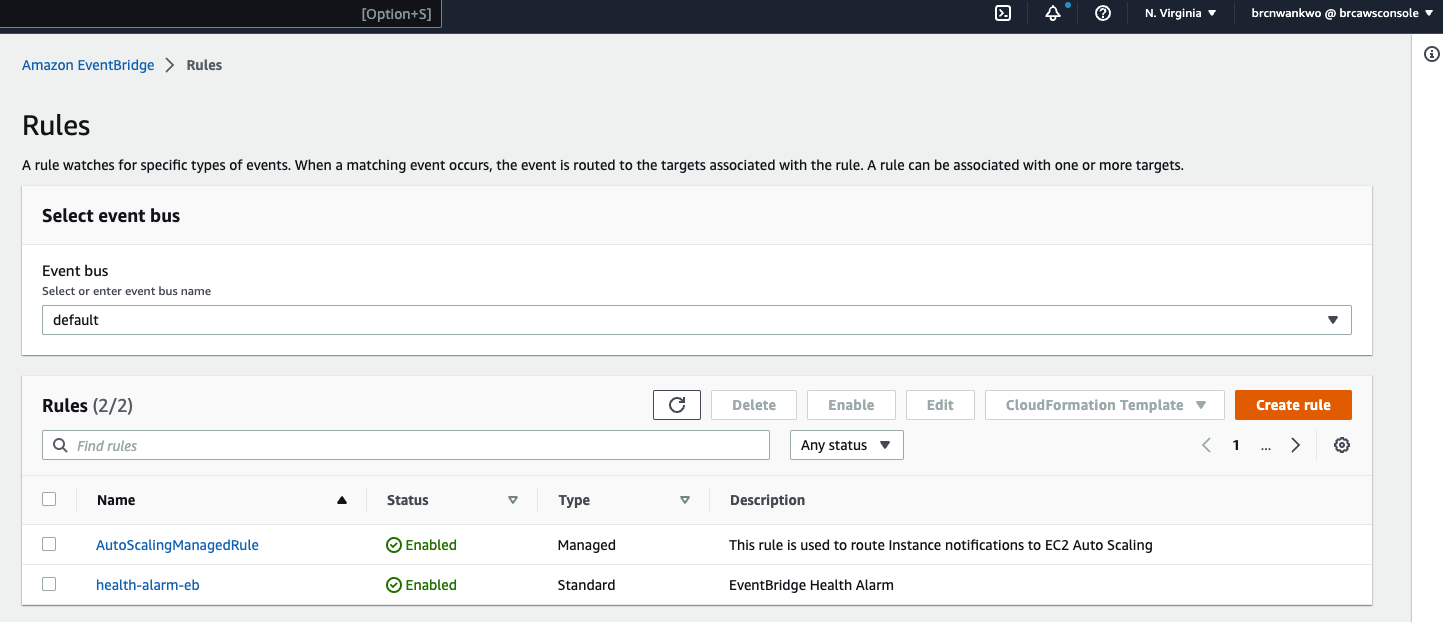 [Option+S]
N. Virginia
brcnwankwo @ brcawsconsole
Amazon EventBridge
Rules
Rules
A rule watches for specific types of events. When a matching event occurs, the event is routed to the targets associated with the rule. A rule can be associated with one or more targets.
Select event bus
Event bus
Select or enter event bus name
default
Rules (2/2)
Delete
Enable
Edit
CloudFormation Template
Create rule
Find rules
Any status
1
...
Name
Status
Type
Description
AutoScalingManagedRule
Enabled
Managed
This rule is used to route Instance notifications to EC2 Auto Scaling
health-alarm-eb
Enabled
Standard
EventBridge Health Alarm